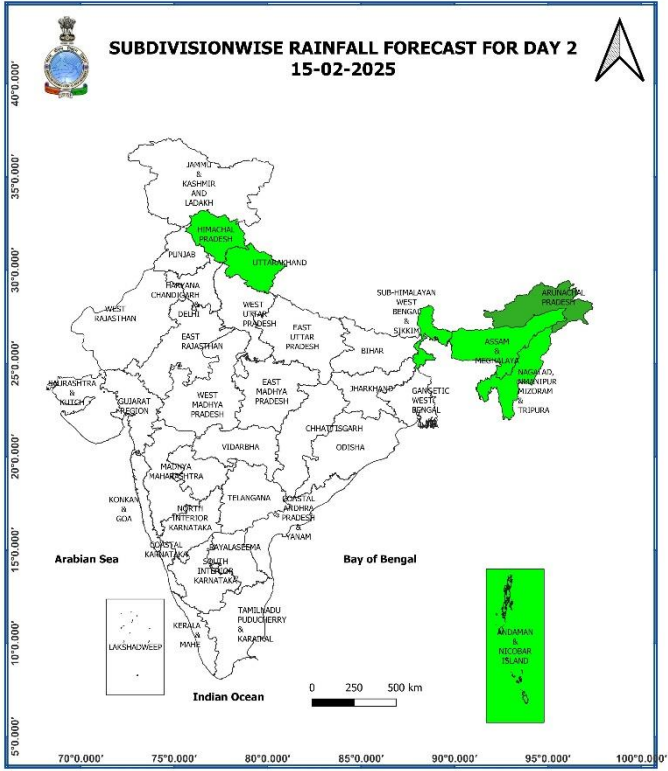 SUBDIVISIONWISE RAINFALL FORECAST FOR DAY 2
15-02-2025
40°0.000'
35°0.000'
30°0.000'
25°0.000'
20°0.000'
15°0.000'
10°0.000'
5°0.000'
JAMMU
&
KASHMIR
AND
LADAKH
HIMACHAL
PRADESH
PUNJAB
UTTARAKHAND
HARYANA
CHANDIGARH
DELHI
WEST
RAJASTHAN
WEST
UTTAR
PRADESH
EAST
RAJASTHAN
EAST
UTTAR
PRADESH
SUB-HIMALAYAN
WEST
BENGAL
&
SIKKIM
ARUNACHAL
PRADESH
ASSAM
&
MEGHALAYA
BIHAR
NAGALAD,
MANIPUR
MIZORAM
&
TRIPURA
SAURASHTRA
&
KUTCH
GUJARAT
REGION
WEST
MADHYA
PRADESH
EAST
MADHYA
PRADESH
JHARKHAND
GANGETIC
WEST
BENGAL
CHHATTISGARH
ODISHA
VIDARBHA
MADHYA
MAHARASHTRA
KONKAN
&
GOA
TELANGANA
NORTH
INTERIOR
KARNATAKA
COASTAL
ANDHRA
PRADESH
&
YANAM
COASTAL
KARNATAKA
RAYALASEEMA
SOUTH
INTERIOR
KARNATAKA
Arabian Sea
Bay of Bengal
LAKSHADWEEP
KERALA
&
MAHE
TAMILNADU
PUDUCHERRY
&
KARAIKAL
ANDAMAN
&
NICOBAR
ISLAND
Indian Ocean
0 250 500 km
70°0.000' 75°0.000' 80°0.000' 85°0.000' 90°0.000' 95°0.000' 100°0.000'